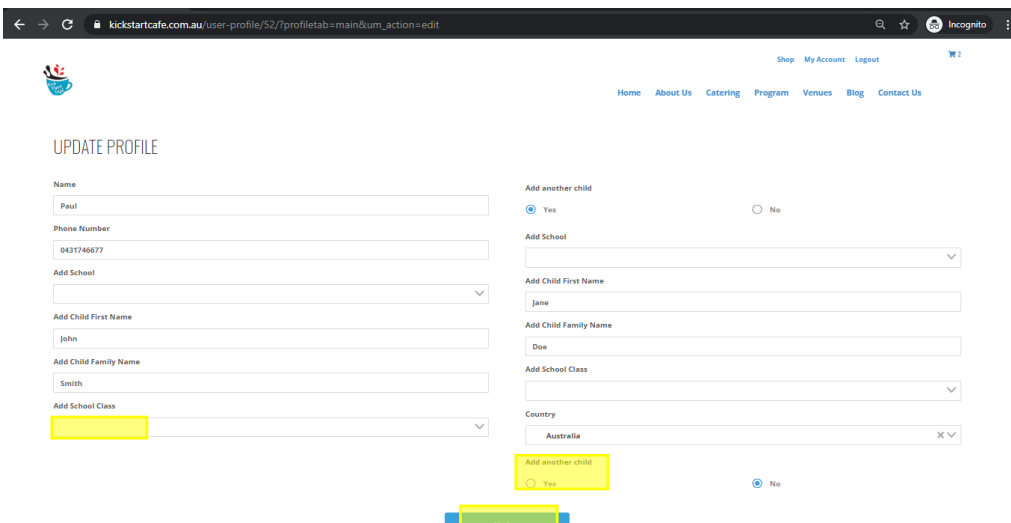 kickstartcafe.com.au/user-profile/52/?profiletab=main&um_action=edit
Incognito
Shop My Account Logout 2
Home About Us Catering Program Venues Blog Contact Us
UPDATE PROFILE
Name
Paul
Phone Number
0431746677
Add School
Add Child First Name
John
Add Child Family Name
Smith
Add School Class
Add another child
Yes No
Add School
Add Child First Name
Jane
Add Child Family Name
Doe
Add School Class
Country
Australia
Add another child
Yes No